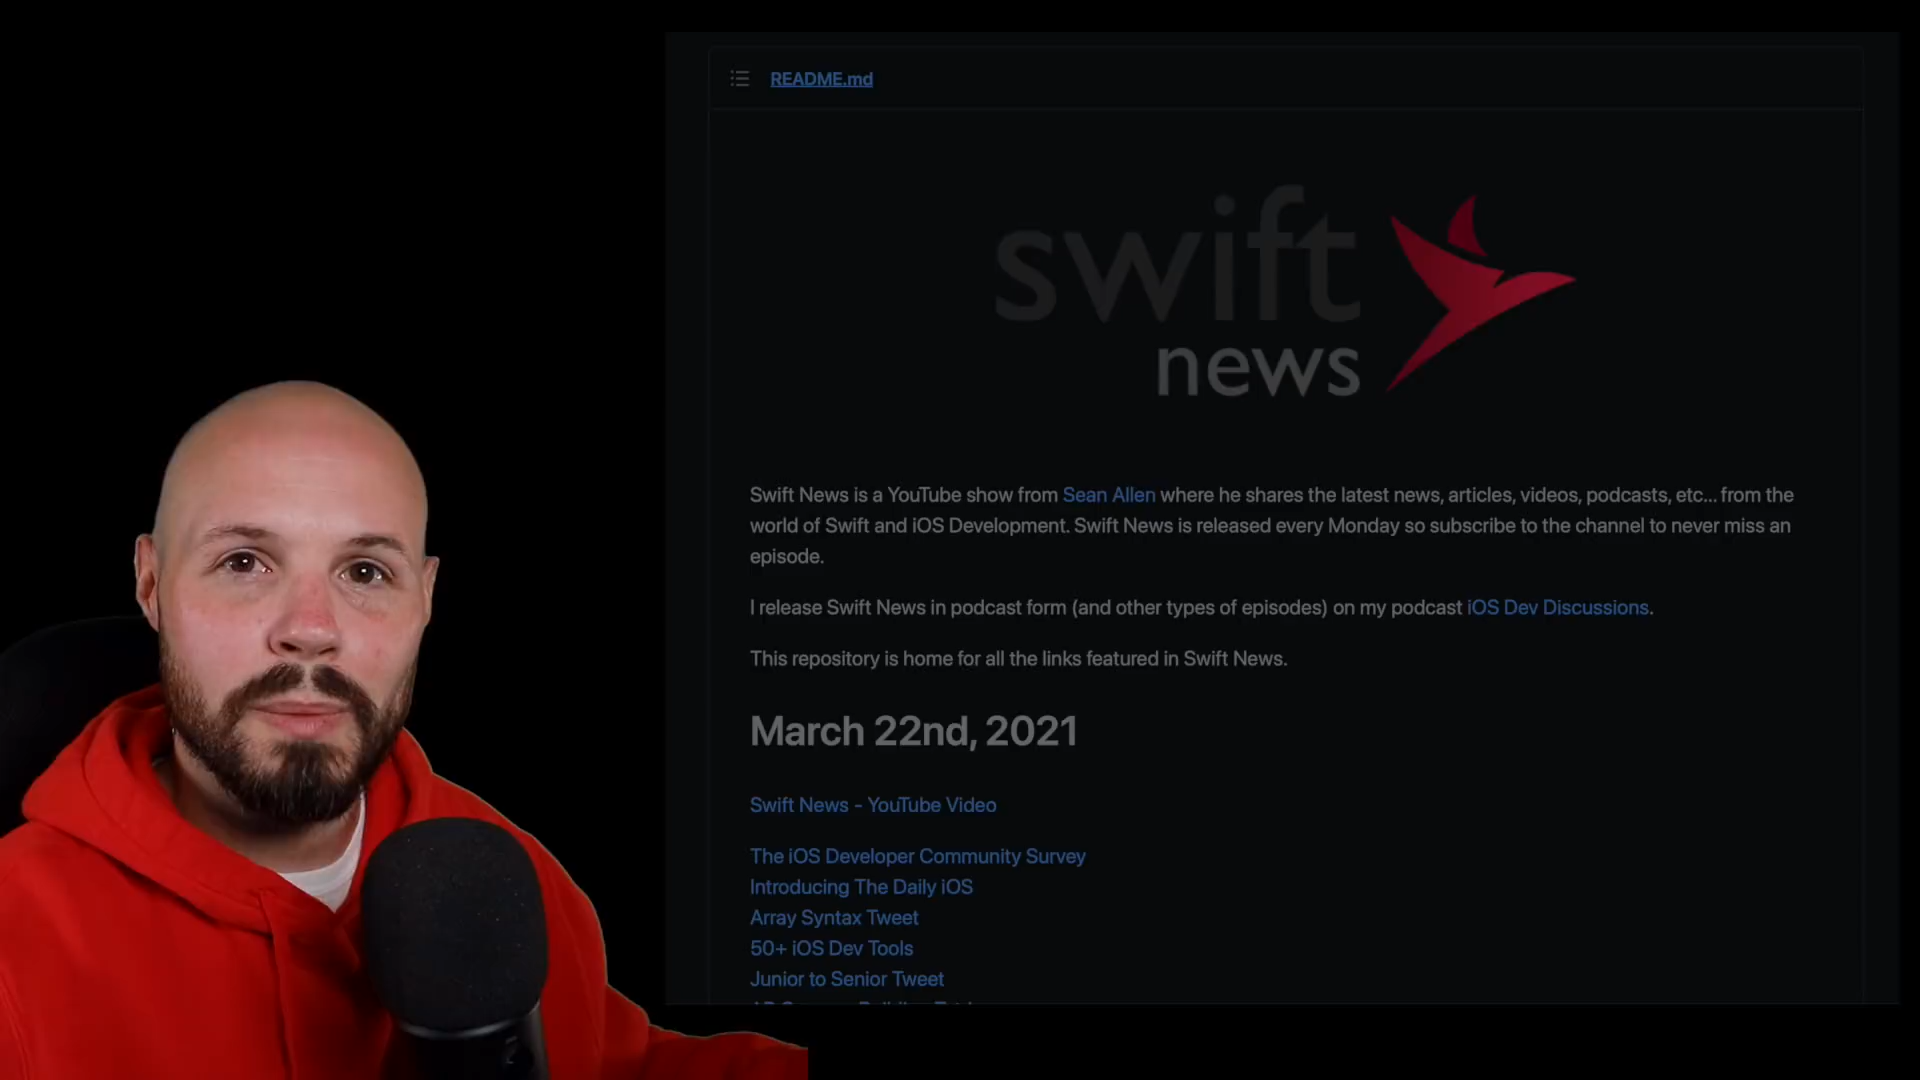 README.md
swift
news
Swift News is a YouTube show from Sean Allen where he shares the latest news, articles, videos, podcasts, etc... from the
world of Swift and iOS Development. Swift News is released every Monday so subscribe to the channel to never miss an
episode.
I release Swift News in podcast form (and other types of episodes) on my podcast iOS Dev Discussions.
This repository is home for all the links featured in Swift News.
March 22nd, 2021
Swift News - YouTube Video
The iOS Developer Community Survey
Introducing The Daily iOS
Array Syntax Tweet
50+ iOS Dev Tools
Junior to Senior Tweet